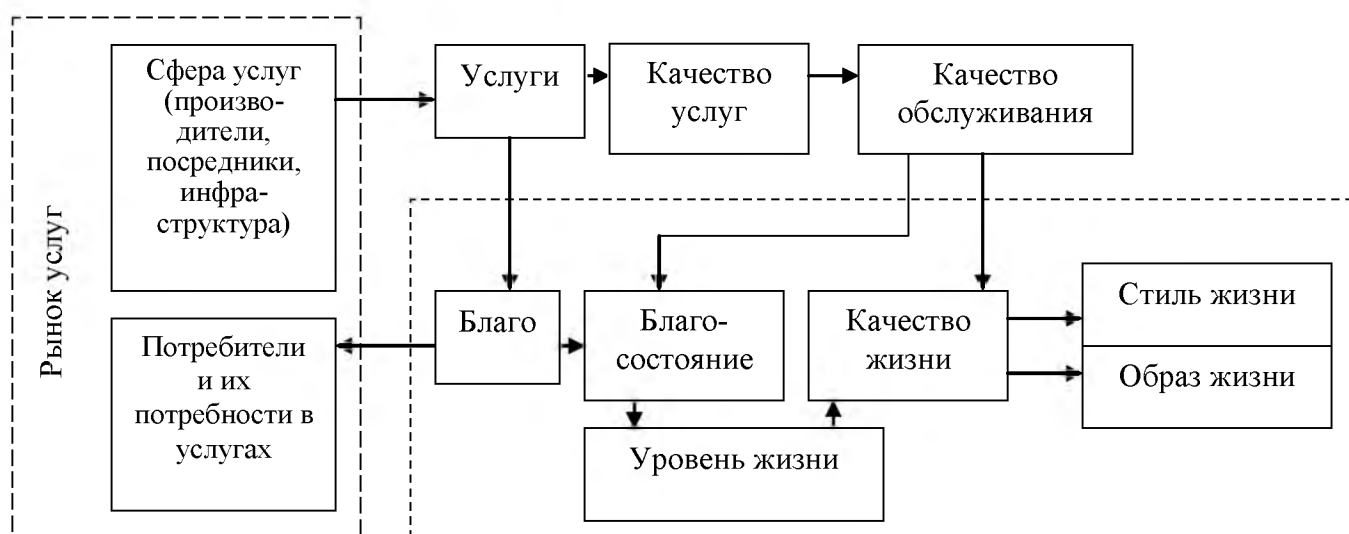 Рынок услуг
Сфера услуг
(произво-
дители,
посредники,
инфра-
структура)
Услуги
Качество
услуг
Качество
обслуживания
Потребители
и их
потребности в
услугах
Благо
Благо-
состояние
Качество
жизни
Стиль жизни
Образ жизни
Уровень жизни